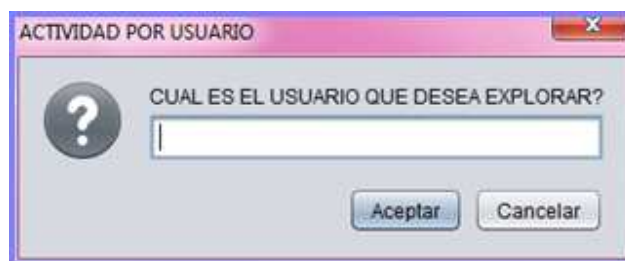 ACTIVIDAD POR USUARIO
CUAL ES EL USUARIO QUE DESEA EXPLORAR?
Aceptar
Cancelar